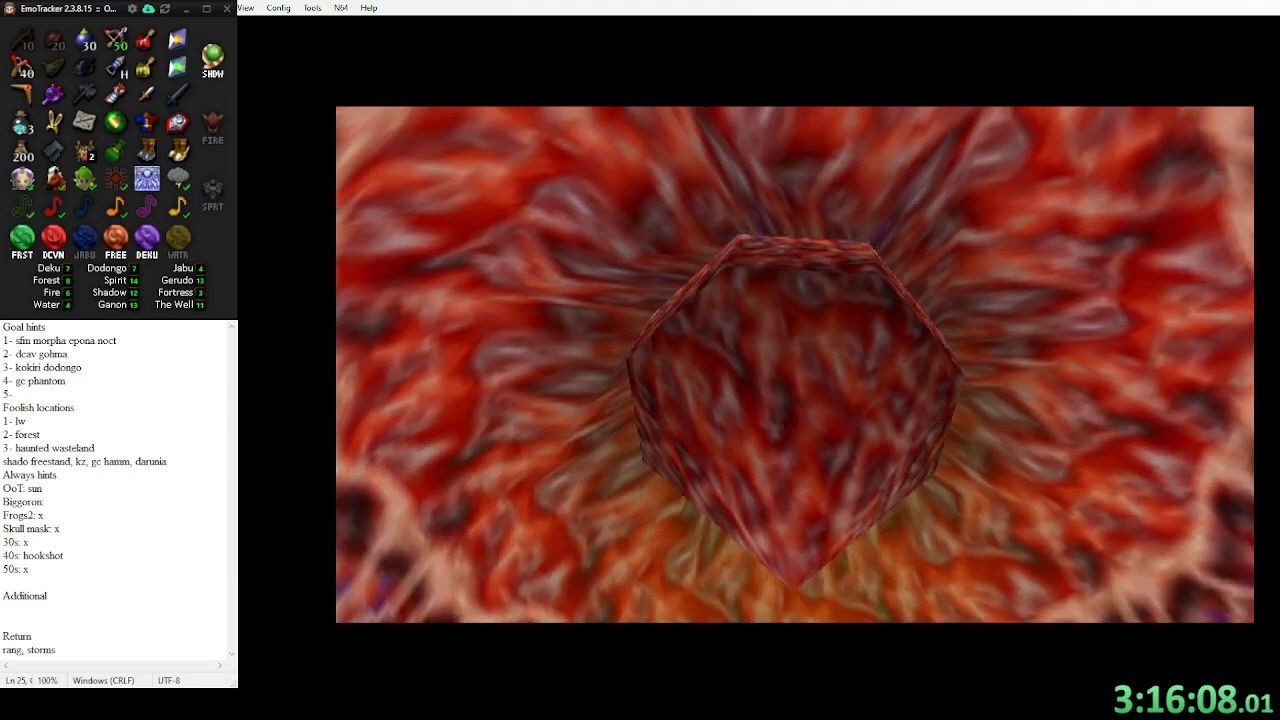 EmoTracker 2.3.8.15 :: O...
View Config Tools N64 Help
10 20 30 50
40 H SHDW
3 FIRE
200 2
SPRT
FRST DCVN JABU FREE DEKU WATR
Deku 7 Dodongo 7 Jabu 4
Forest 8 Spirit 14 Gerudo 13
Fire 6 Shadow 12 Fortress 3
Water 4 Ganon 13 The Well 11
Goal hints
1- sfm morpha epona noct
2- dcav gohma
3- kokiri dodongo
4- gc phantom
5-
Foolish locations
1- lw
2- forest
3- haunted wasteland
shado freestand, kz, gc hamm, darunia
Always hints
OoT: sun
Biggoron:
Frogs2: x
Skull mask: x
30s: x
40s: hookshot
50s: x
Additional
Return
rang, storms
Ln 25, 100% Windows (CRLF) UTF-8
3:16:08.01